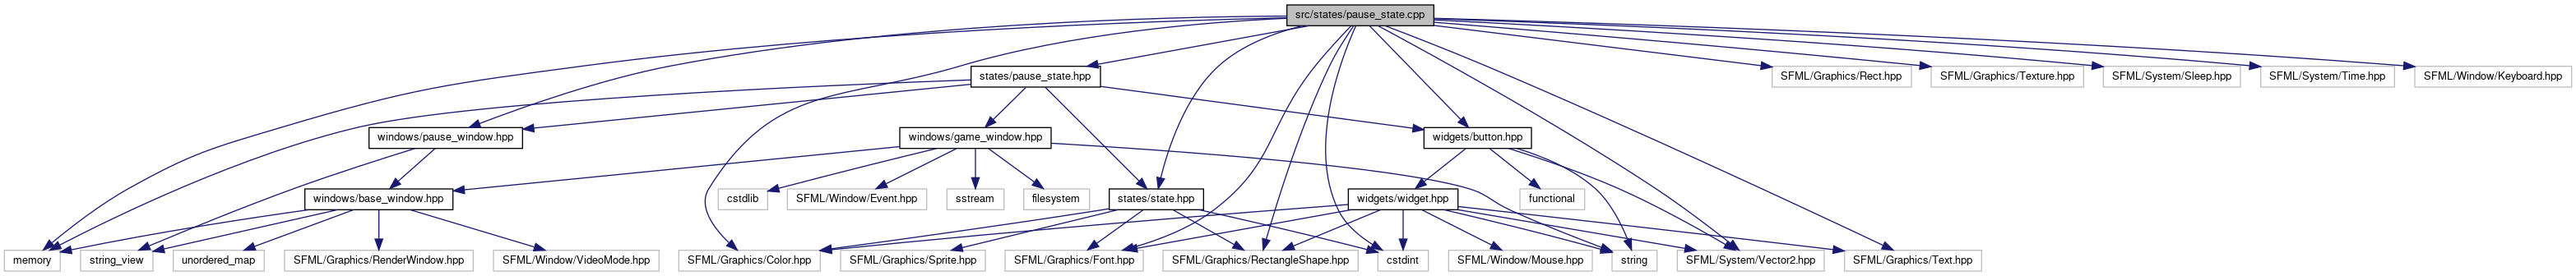 src/states/pause_state.cpp
states/pause_state.hpp
SFML/Graphics/Rect.hpp
SFML/Graphics/Texture.hpp
SFML/System/Sleep.hpp
SFML/System/Time.hpp
SFML/Window/Keyboard.hpp
windows/pause_window.hpp
windows/game_window.hpp
widgets/button.hpp
windows/base_window.hpp
cstdlib
SFML/Window/Event.hpp
sstream
filesystem
states/state.hpp
widgets/widget.hpp
functional
memory
string_view
unordered_map
SFML/Graphics/RenderWindow.hpp
SFML/Window/VideoMode.hpp
SFML/Graphics/Color.hpp
SFML/Graphics/Sprite.hpp
SFML/Graphics/Font.hpp
SFML/Graphics/RectangleShape.hpp
cstdint
SFML/Window/Mouse.hpp
string
SFML/System/Vector2.hpp
SFML/Graphics/Text.hpp